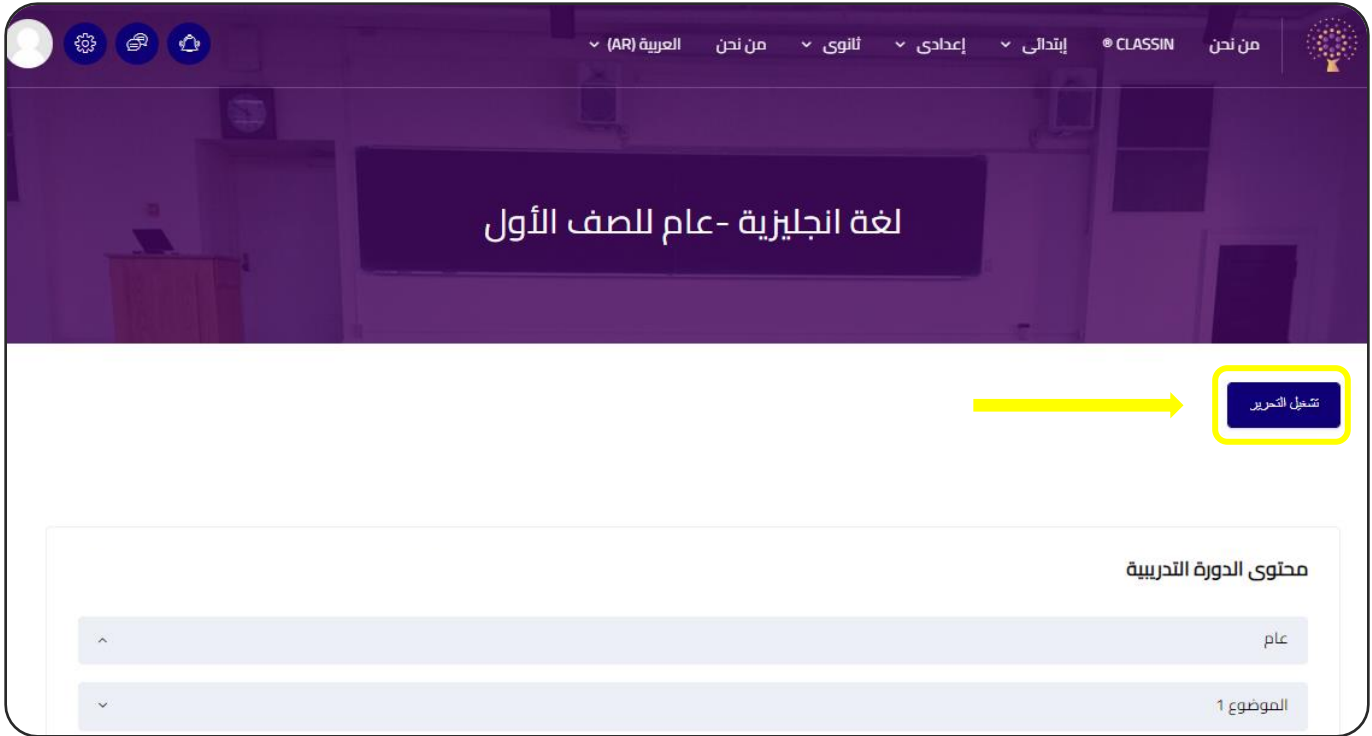 من نحن CLASSIN ® إبتدائى إعدادى ثانوى من نحن العربية (AR)
لغة انجليزية -عام للصف الأول
تشغيل التحرير
محتوى الدورة التدريبية
عام
الموضوع 1